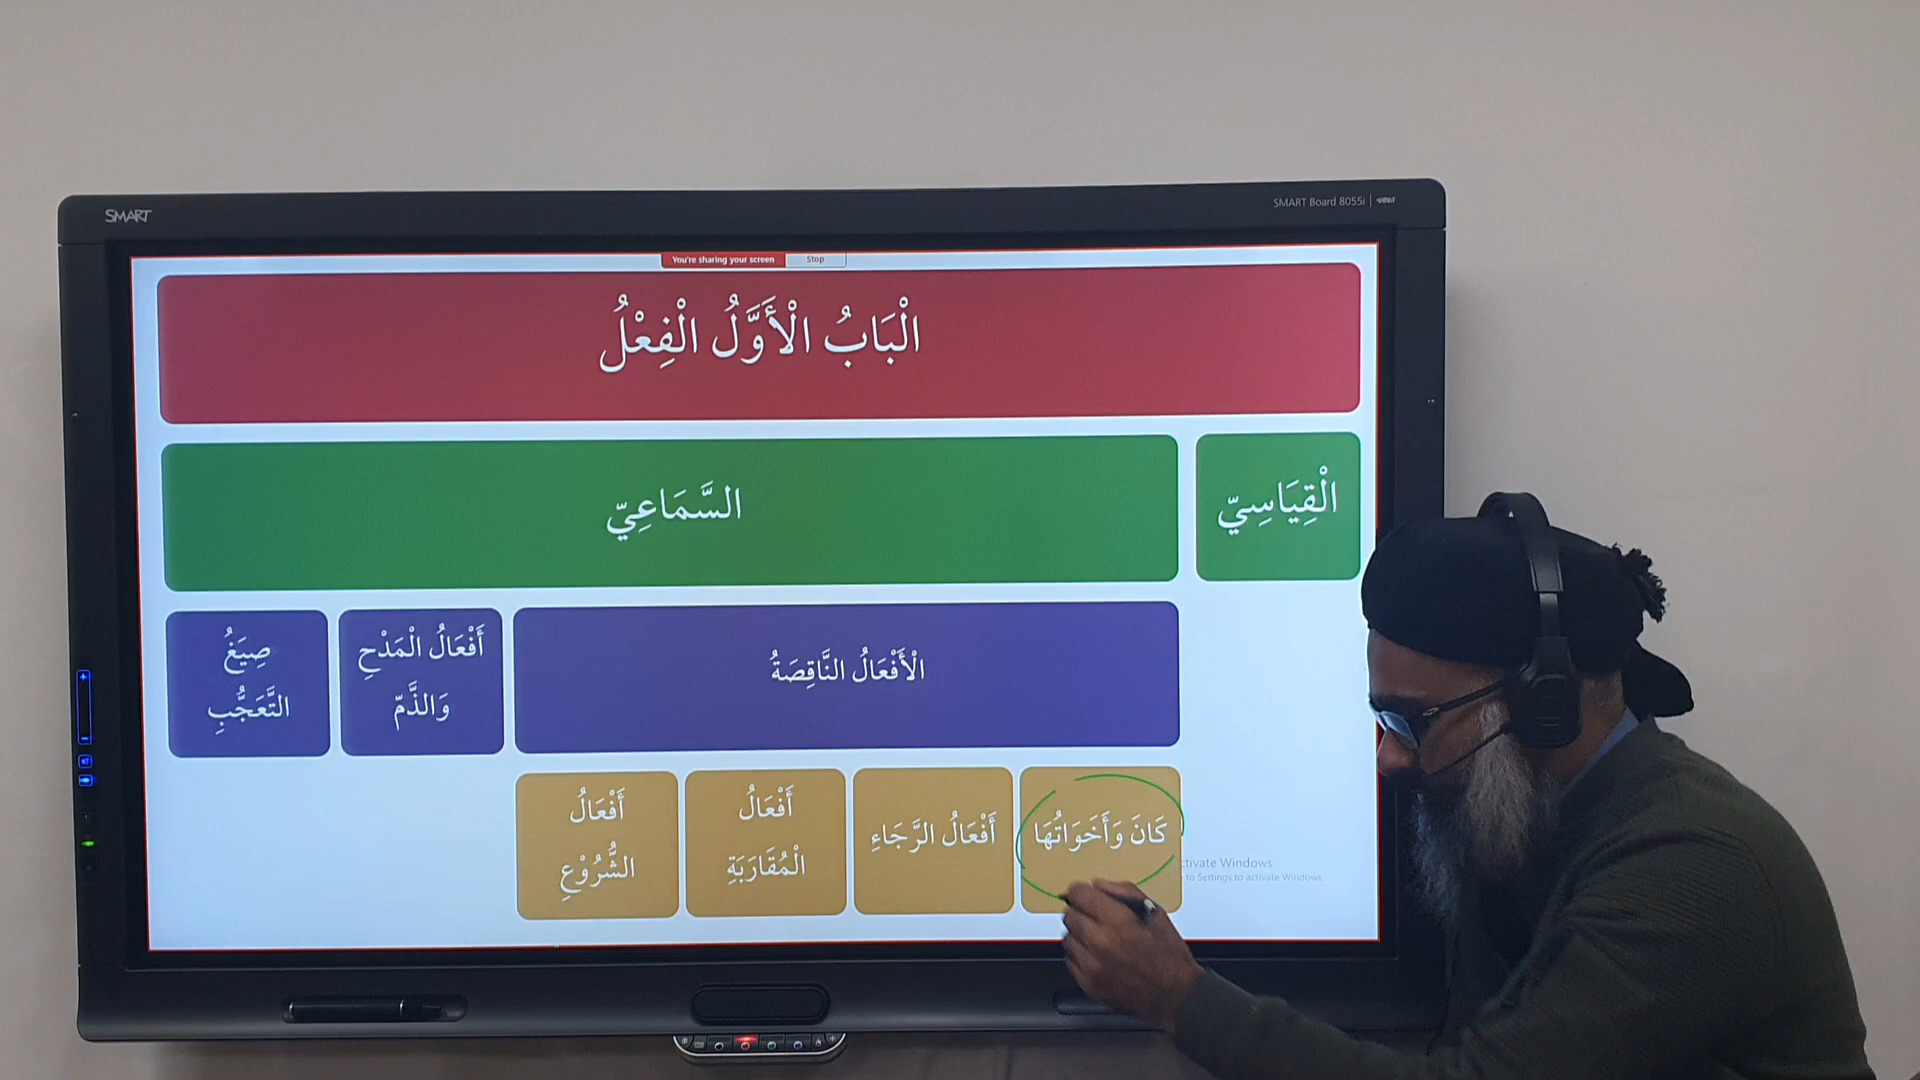 SMART
SMART Board 8055i
You're sharing your screen
Stop
الْبَابُ الْأَوَّلُ الْفِعْلُ
الْقِيَاسِيّ
السَّمَاعِيّ
الْأَفْعَالُ النَّاقِصَةُ
أَفْعَالُ الْمَدْحِ
وَالذَّمّ
صِيَغُ
التَّعَجُّبِ
كَانَ وَأَخَوَاتُهَا
أَفْعَالُ الرَّجَاءِ
أَفْعَالُ
الْمُقَارَبَةِ
أَفْعَالُ
الشُّرُوْعِ
ctivate Windows
to Settings to activate Windows.